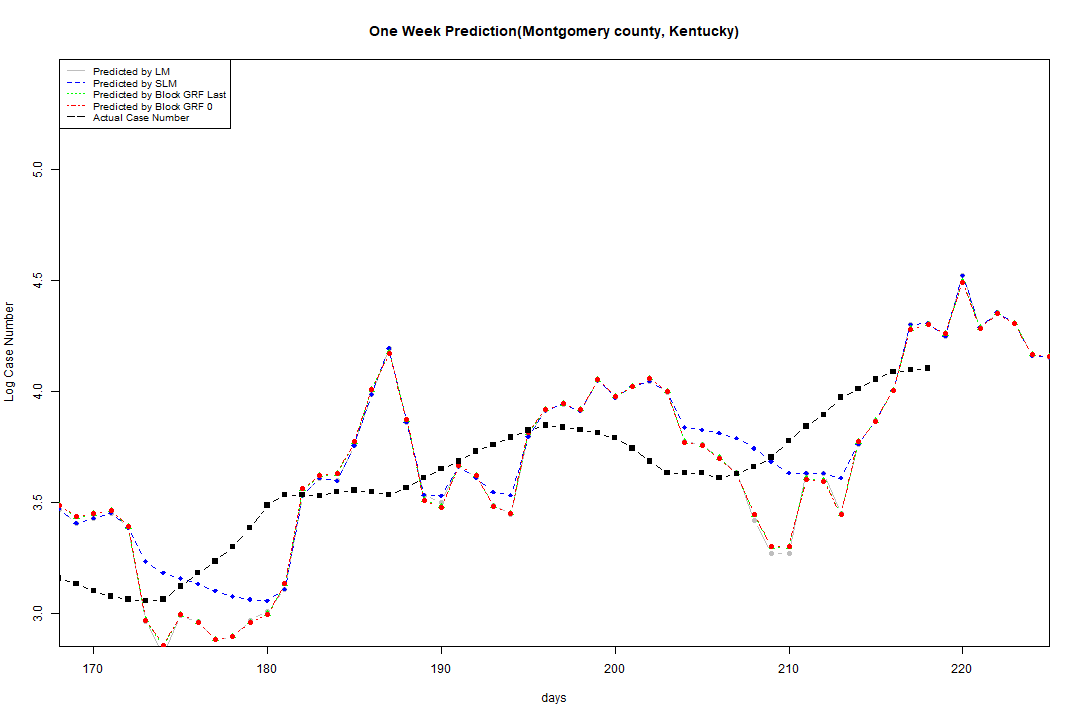 One Week Prediction(Montgomery county, Kentucky)
Predicted by LM
Predicted by SLM
Predicted by Block GRF Last
Predicted by Block GRF 0
Actual Case Number
5.0
4.5
4.0
3.5
3.0
Log Case Number
170 180 190 200 210 220
days